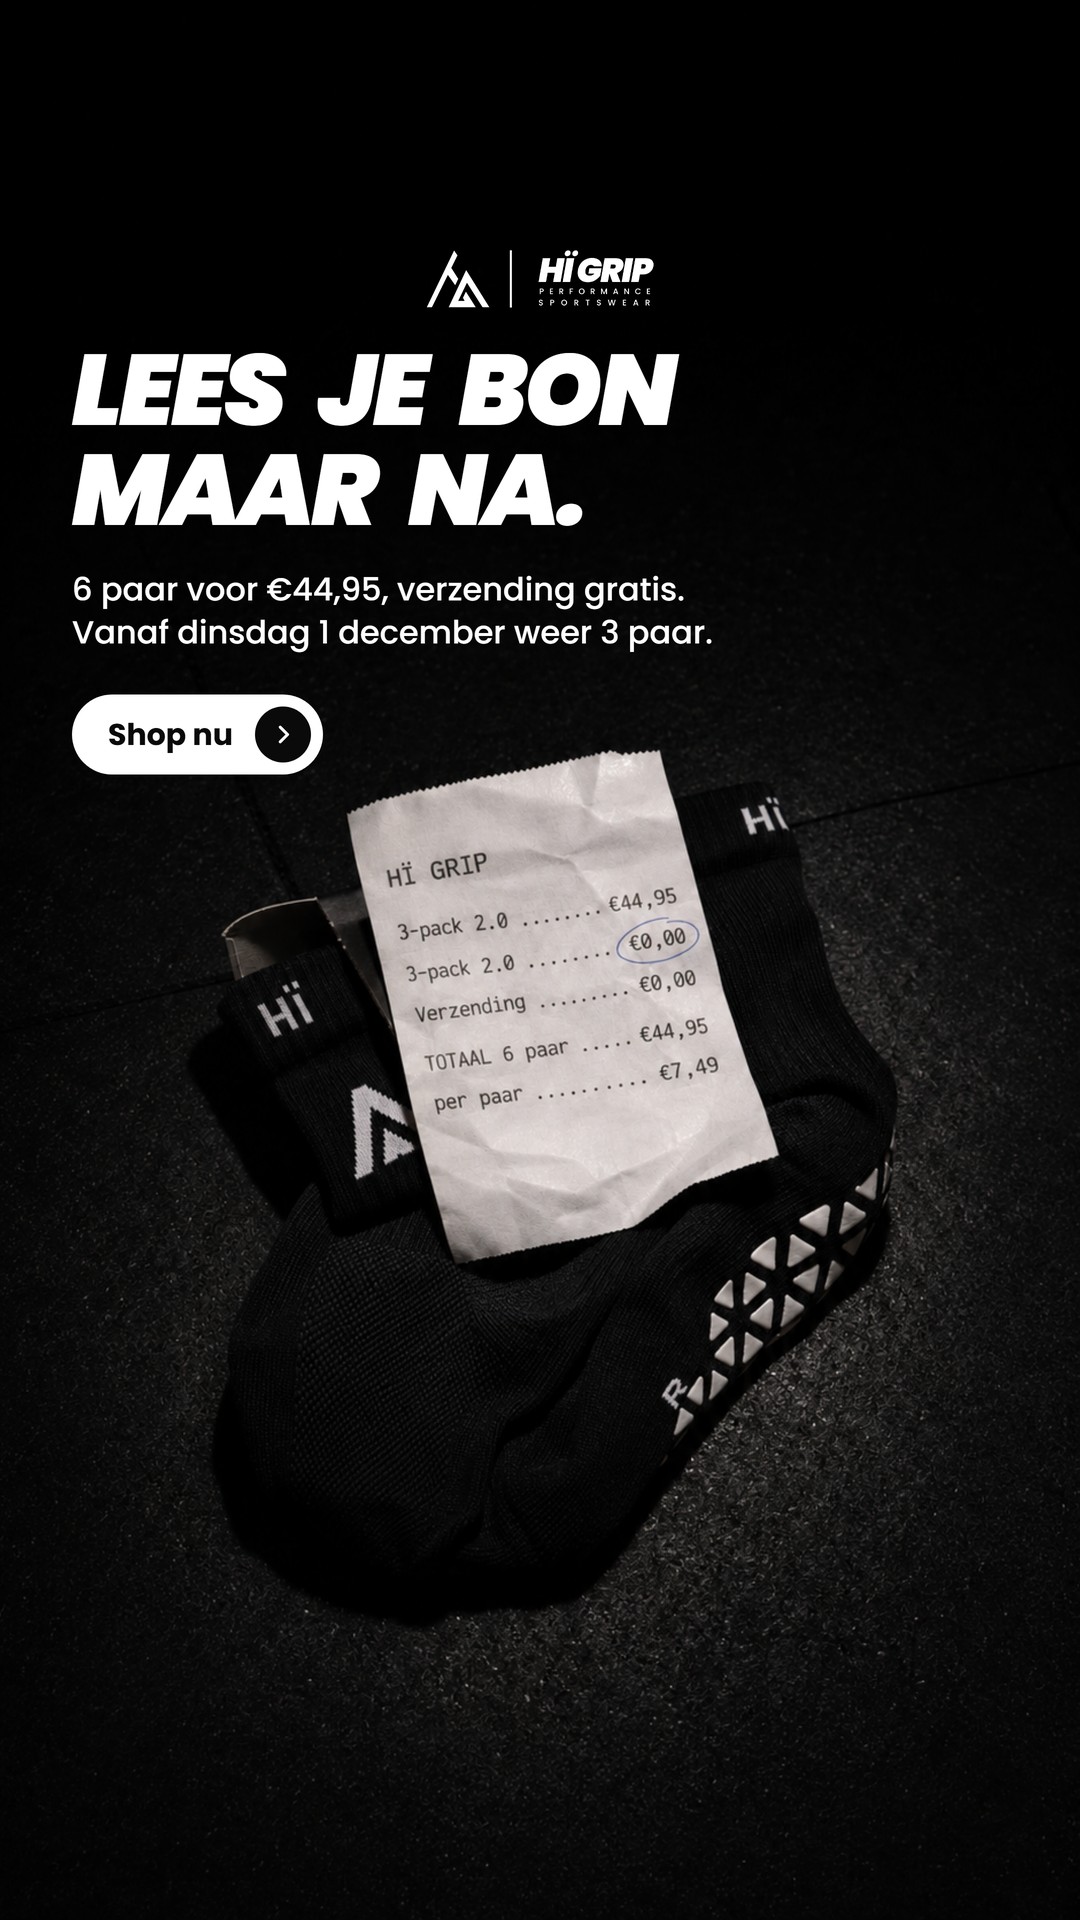 HÏ GRIP
PERFORMANCE
SPORTSWEAR
LEES JE BON
MAAR NA.
6 paar voor €44,95, verzending gratis.
Vanaf dinsdag 1 december weer 3 paar.
Shop nu
HÏ
HÏ GRIP
3-pack 2.0 ........ €44,95
3-pack 2.0 ........ €0,00
Verzending ......... €0,00
TOTAAL 6 paar ..... €44,95
per paar .......... €7,49
HÏ
R